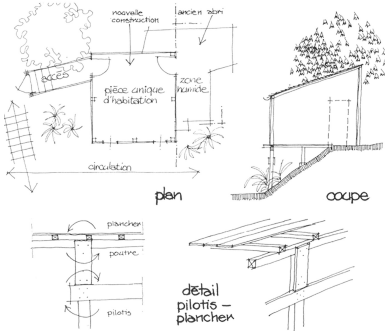 nouvelle
construction
ancien abri
accès
pièce unique
d'habitation
zone
humide
circulation
plan
coupe
plancher
poutre
pilotis
détail
pilotis –
plancher